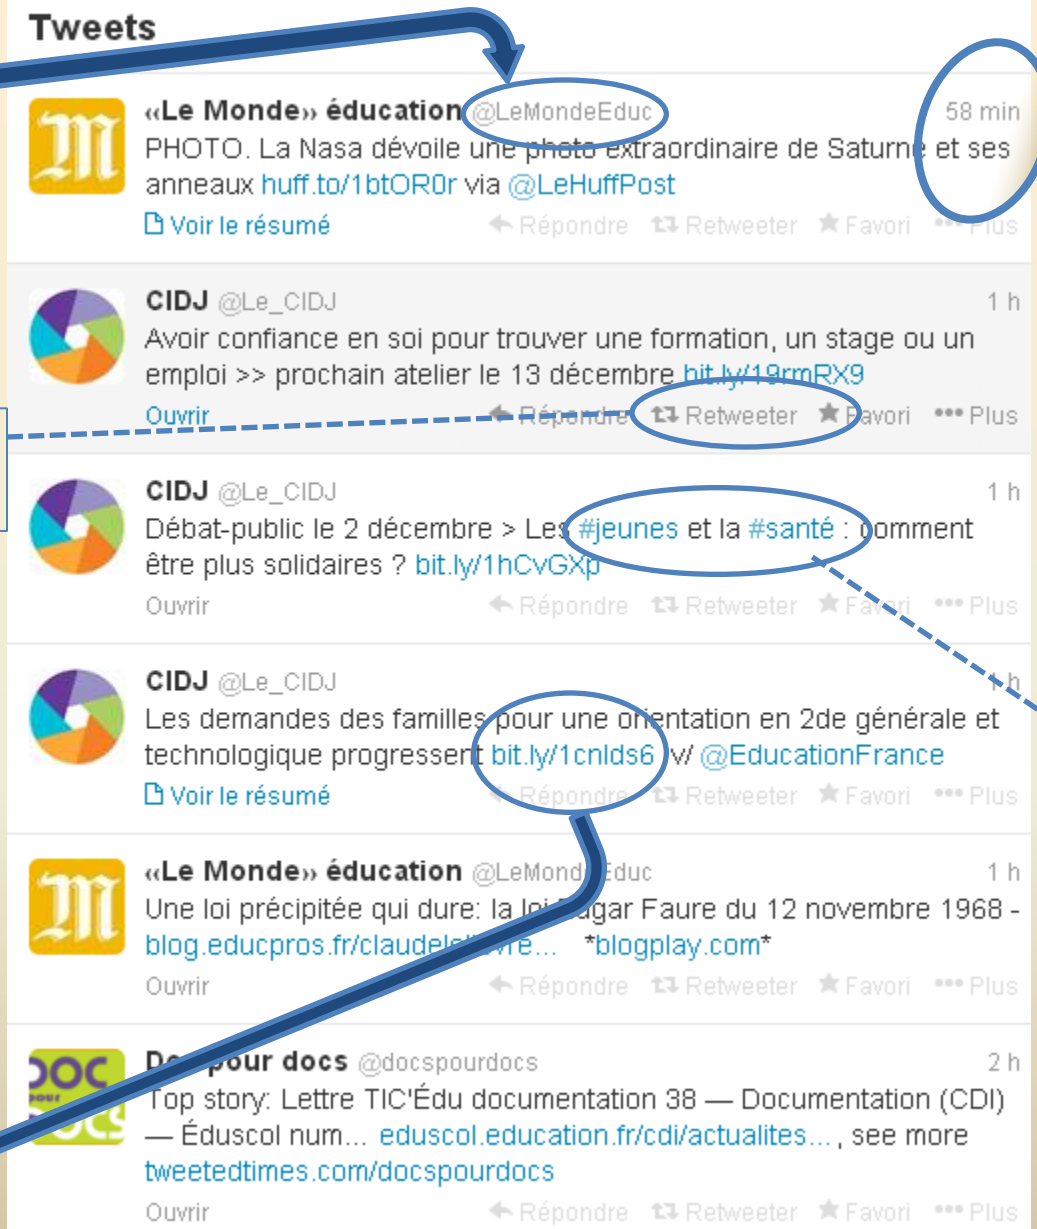 Tweets
«Le Monde» éducation @LeMondeEduc 58 min
PHOTO. La Nasa dévoile une photo extraordinaire de Saturne et ses
anneaux huff.to/1btOR0r via @LeHuffPost
Voir le résumé Répondre Retweeter Favori Plus
CIDJ @Le_CIDJ 1 h
Avoir confiance en soi pour trouver une formation, un stage ou un
emploi >> prochain atelier le 13 décembre bit.ly/19rmRX9
Ouvrir Répondre Retweeter Favori Plus
CIDJ @Le_CIDJ 1 h
Débat-public le 2 décembre > Les #jeunes et la #santé : comment
être plus solidaires ? bit.ly/1hCvGXp
Ouvrir Répondre Retweeter Favori Plus
CIDJ @Le_CIDJ 1 h
Les demandes des familles pour une orientation en 2de générale et
technologique progressent bit.ly/1cnlds6 v/ @EducationFrance
Voir le résumé Répondre Retweeter Favori Plus
«Le Monde» éducation @LeMondeEduc 1 h
Une loi précipitée qui dure: la loi Edgar Faure du 12 novembre 1968 -
*blogplay.com*
Ouvrir Répondre Retweeter Favori Plus
DOC pour DOCS
Doc pour docs @docspourdocs 2 h
Top story: Lettre TIC'Édu documentation 38 — Documentation (CDI)
— Éduscol num... eduscol.education.fr/cdi/actualites... , see more
tweetedtimes.com/docspourdocs
Ouvrir Répondre Retweeter Favori Plus